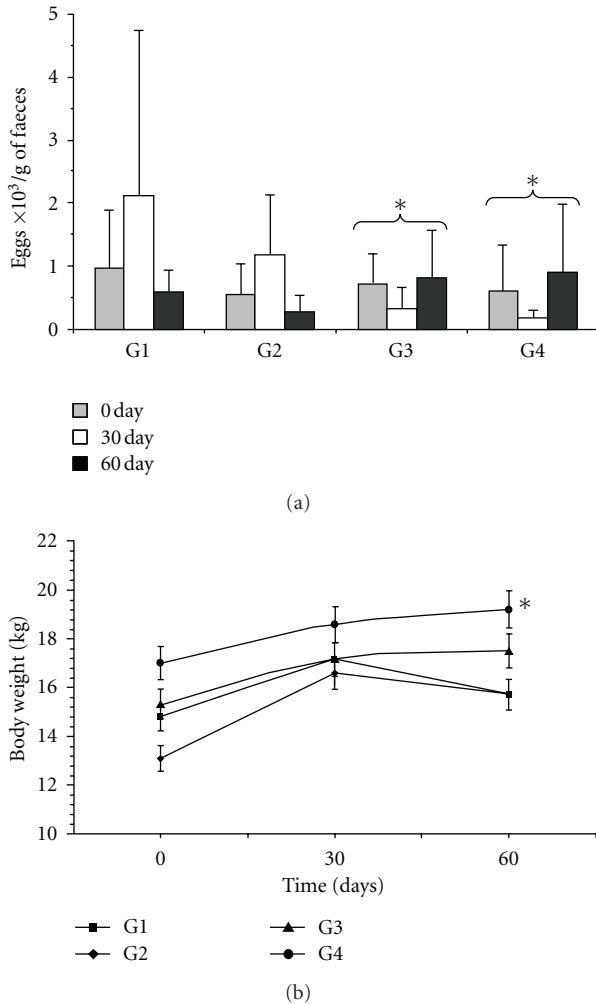 5
4
3
2
1
0
Eggs ×10³/g of faeces
*
*
G1 G2 G3 G4
0 day
30 day
60 day
(a)
22
20
18
16
14
12
10
Body weight (kg)
*
0 30 60
Time (days)
G1 G3
G2 G4
(b)